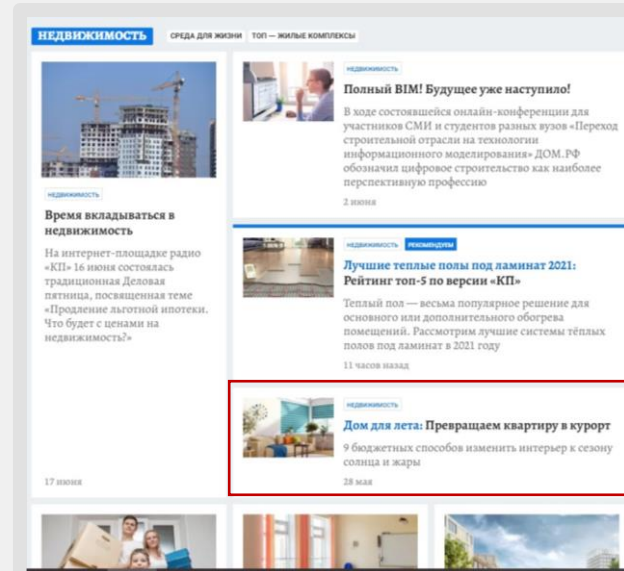 НЕДВИЖИМОСТЬ
СРЕДА ДЛЯ ЖИЗНИ
ТОП — ЖИЛЫЕ КОМПЛЕКСЫ
НЕДВИЖИМОСТЬ
Время вкладываться в
недвижимость
На интернет-площадке радио
«КП» 16 июня состоялась
традиционная Деловая
пятница, посвященная теме
«Продление льготной ипотеки.
Что будет с ценами на
недвижимость?»
17 июня
НЕДВИЖИМОСТЬ
Полный BIM! Будущее уже наступило!
В ходе состоявшейся онлайн-конференции для
участников СМИ и студентов разных вузов «Переход
строительной отрасли на технологии
информационного моделирования» ДОМ.РФ
обозначил цифровое строительство как наиболее
перспективную профессию
2 июня
НЕДВИЖИМОСТЬ РЕКОМЕНДУЕМ
Лучшие теплые полы под ламинат 2021:
Рейтинг топ-5 по версии «КП»
Теплый пол — весьма популярное решение для
основного или дополнительного обогрева
помещений. Рассмотрим лучшие системы тёплых
полов под ламинат в 2021 году
11 часов назад
НЕДВИЖИМОСТЬ
Дом для лета: Превращаем квартиру в курорт
9 бюджетных способов изменить интерьер к сезону
солнца и жары
28 мая